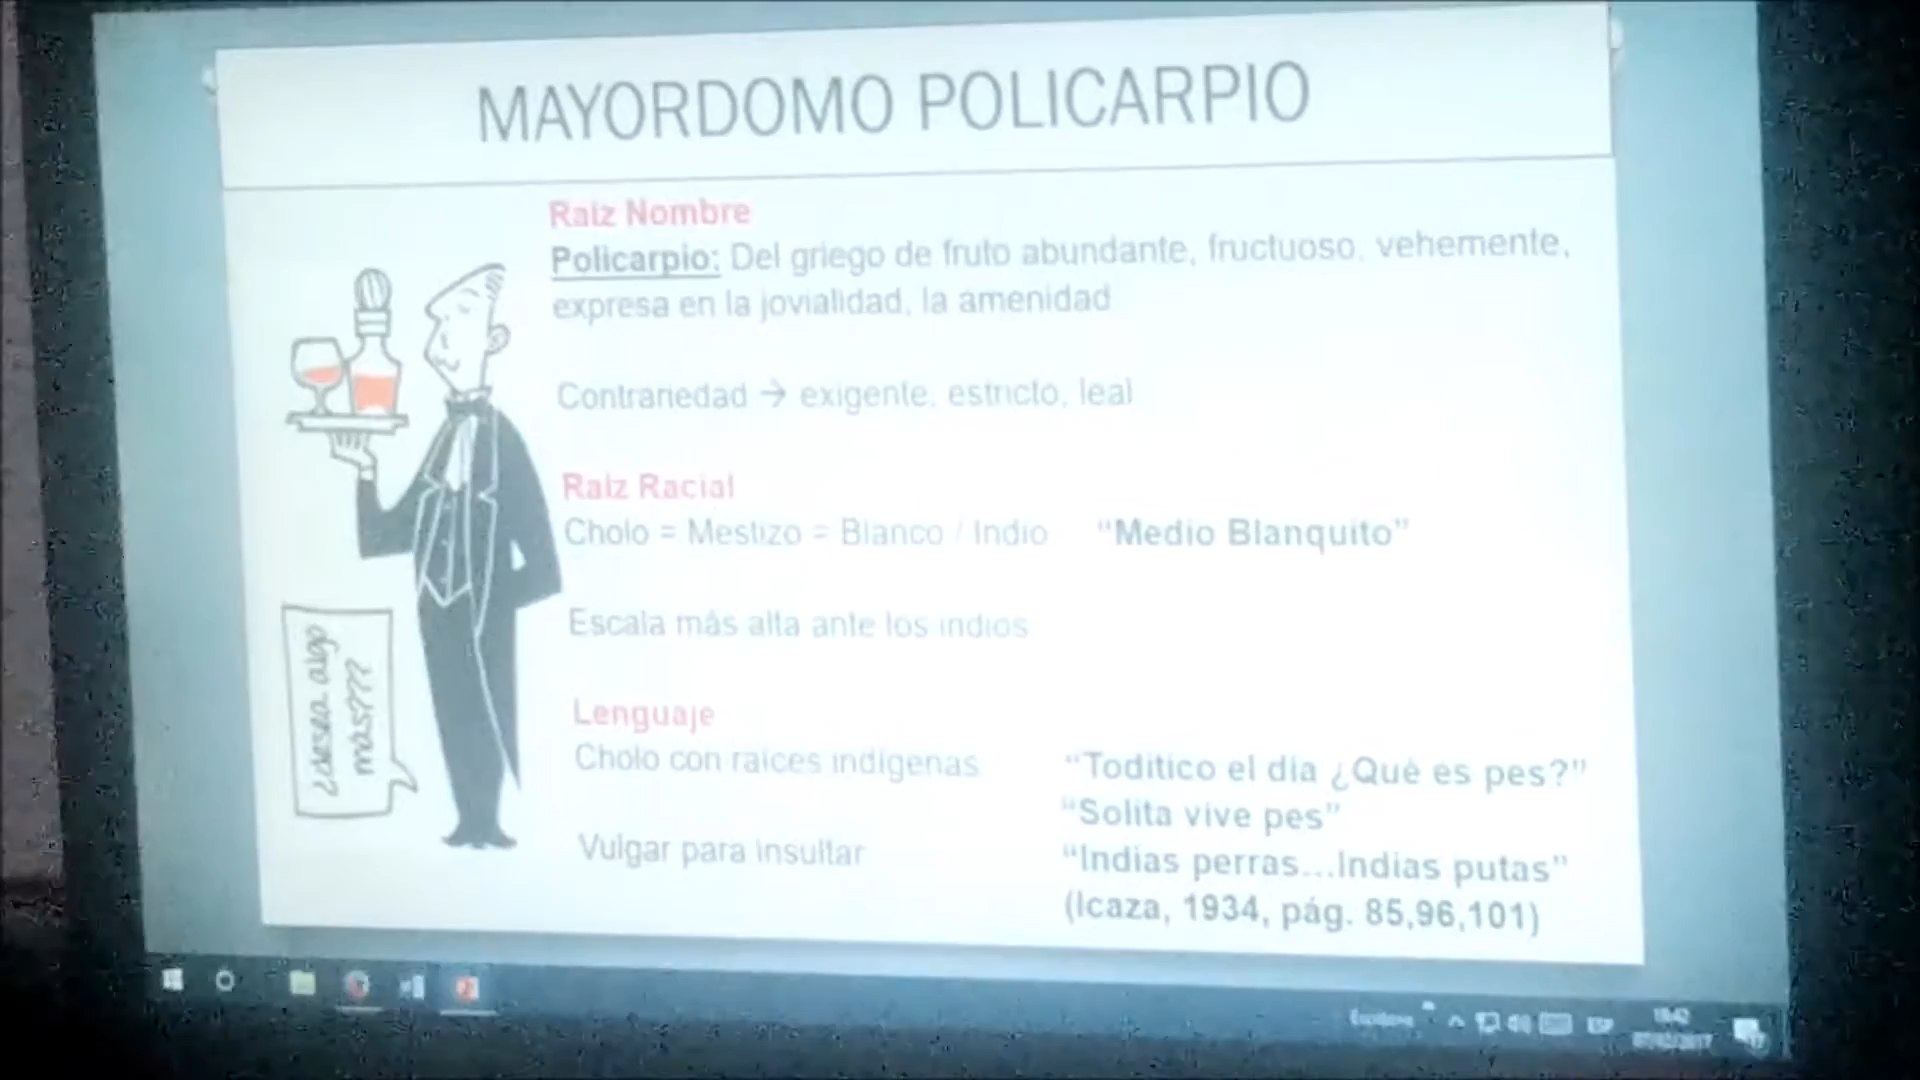 MAYORDOMO POLICARPIO
Raiz Nombre
Policarpio: Del griego de fruto abundante, fructuoso, vehemente,
expresa en la jovialidad, la amenidad
Contrariedad → exigente, estricto, leal
Raiz Racial
Cholo = Mestizo = Blanco / Indio “Medio Blanquito”
Escala más alta ante los indios
Lenguaje
Cholo con raices indigenas “Toditico el dia ¿Qué es pes?”
“Solita vive pes”
Vulgar para insultar “Indias perras...Indias putas”
(Icaza, 1934, pág. 85,96,101)
¿desea algo
más???
Escritorio
ESP